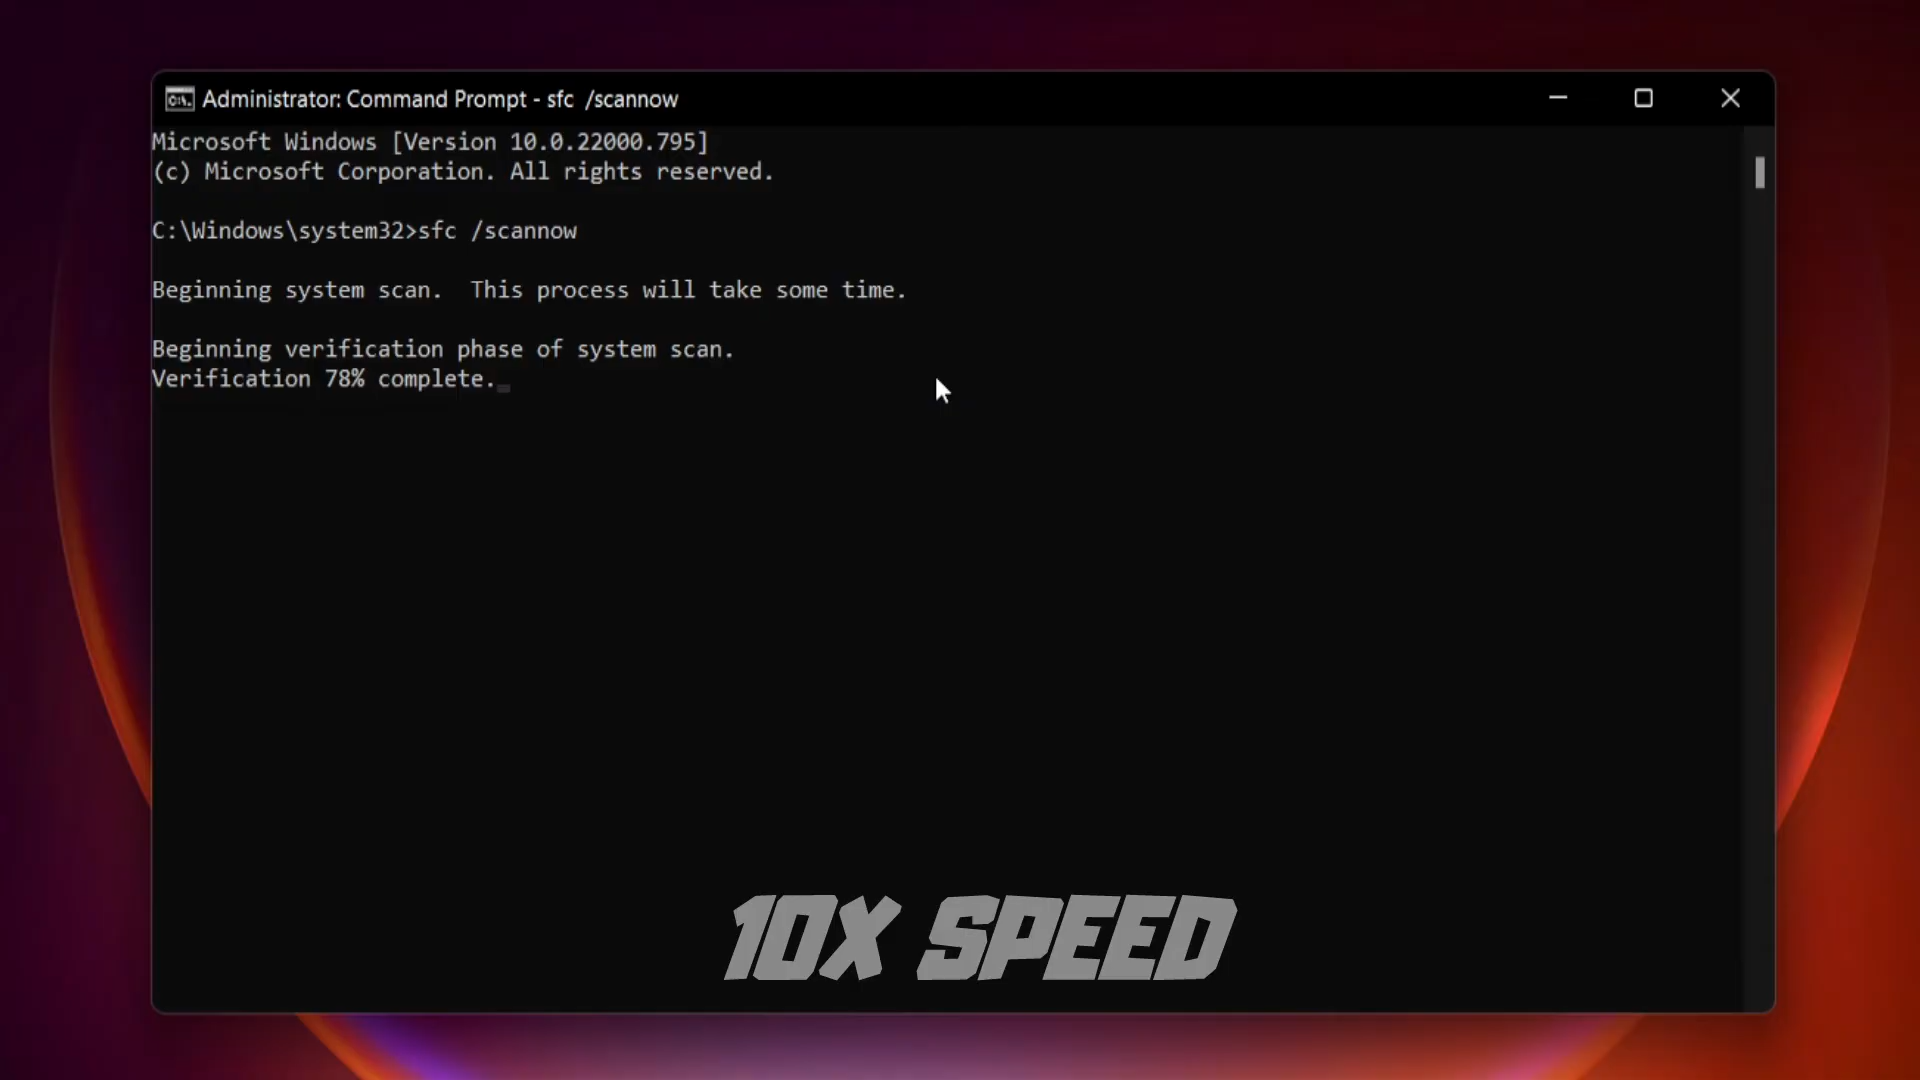 Administrator: Command Prompt - sfc  /scannow
Microsoft Windows [Version 10.0.22000.795]
(c) Microsoft Corporation. All rights reserved.
C:\Windows\system32>sfc /scannow
Beginning system scan.  This process will take some time.
Beginning verification phase of system scan.
Verification 78% complete.
10X SPEED